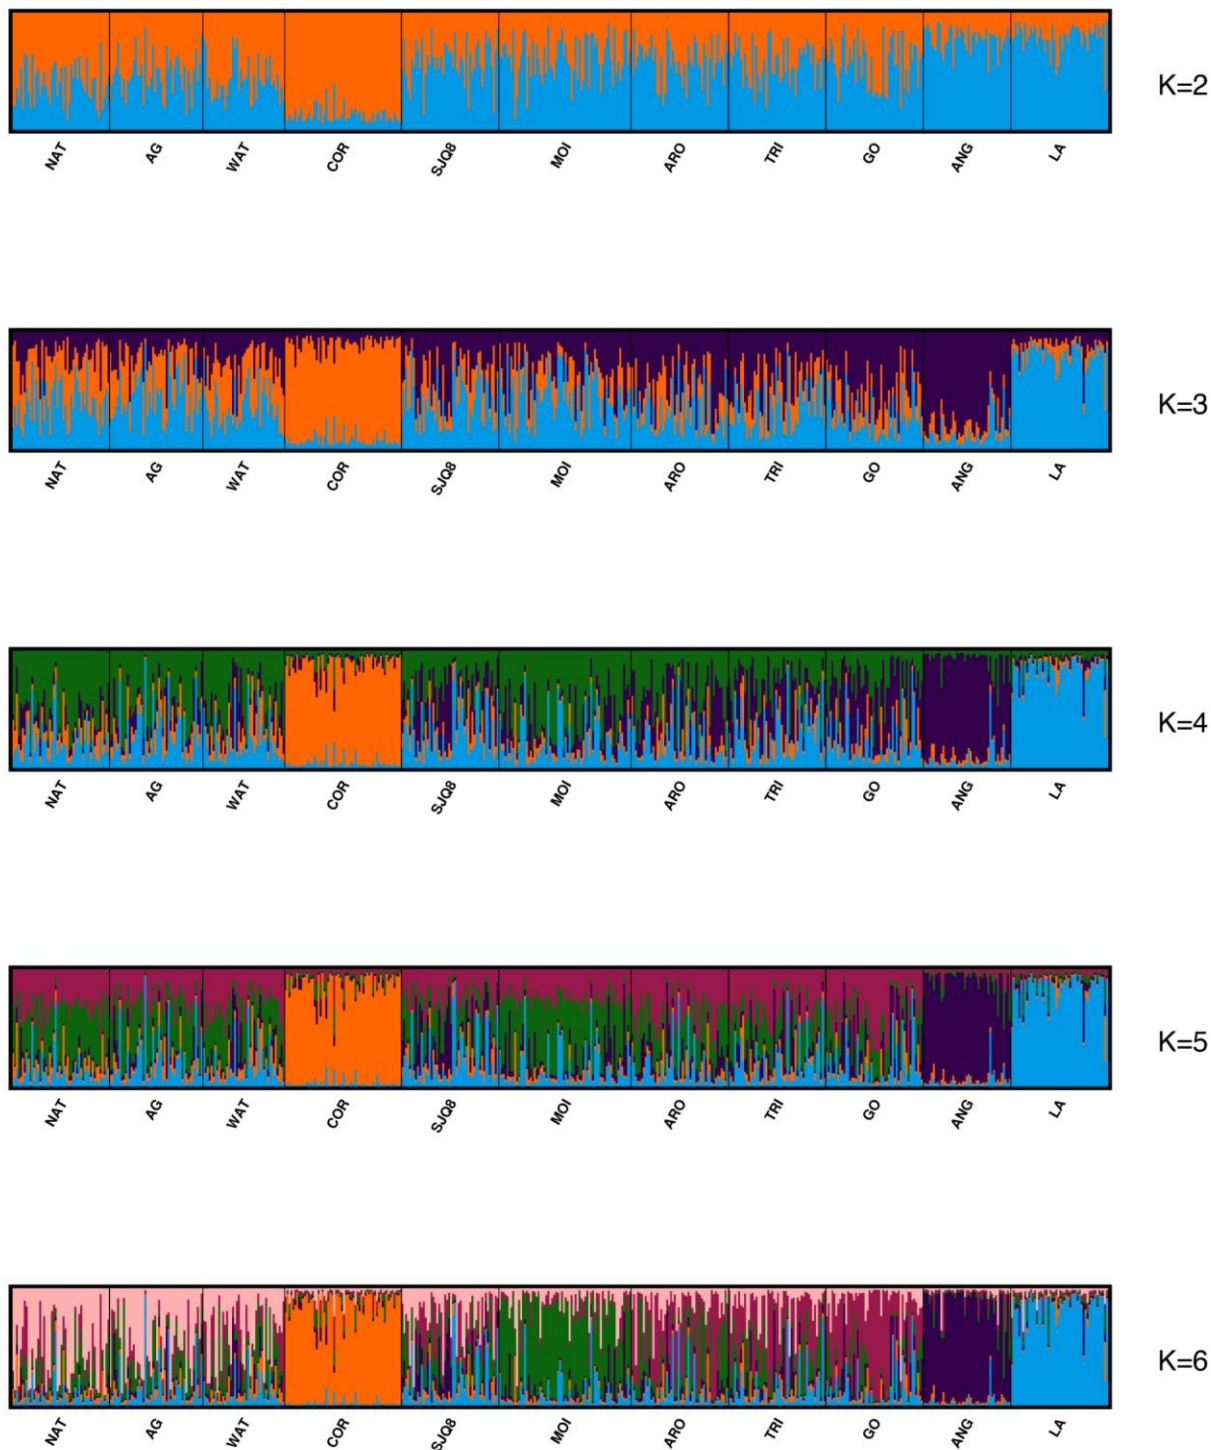 K=2
NAT AG WAT COR SJQ8 MOI ARO TRI GO ANG LA
K=3
NAT AG WAT COR SJQ8 MOI ARO TRI GO ANG LA
K=4
NAT AG WAT COR SJQ8 MOI ARO TRI GO ANG LA
K=5
NAT AG WAT COR SJQ8 MOI ARO TRI GO ANG LA
K=6
NAT AG WAT COR SJQ8 MOI ARO TRI GO ANG LA